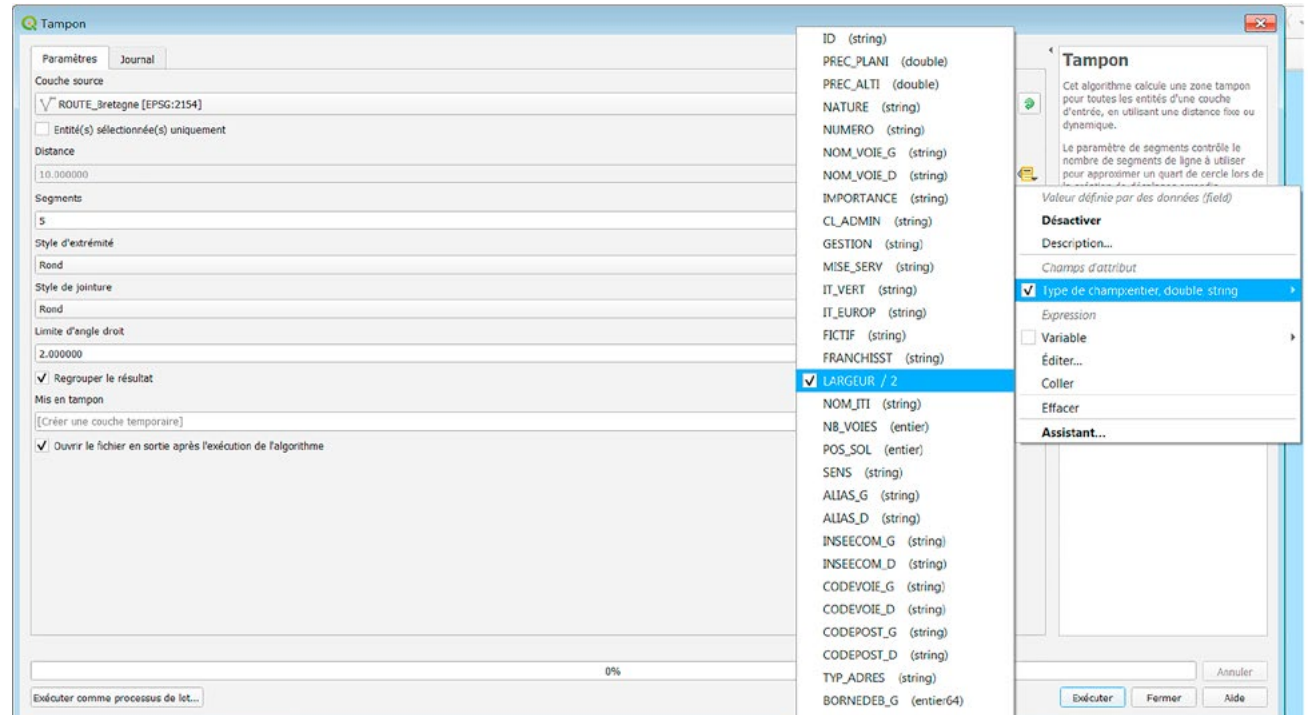 Tampon
Paramètres
Journal
Couche source
ROUTE_Bretagne [EPSG:2154]
Entité(s) sélectionnée(s) uniquement
Distance
10.000000
Segments
5
Style d'extrémité
Rond
Style de jointure
Rond
Limite d'angle droit
2.000000
Regrouper le résultat
Mis en tampon
[Créer une couche temporaire]
Ouvrir le fichier en sortie après l'exécution de l'algorithme
0%
Exécuter comme processus de lot...
ID (string)
PREC_PLANI (double)
PREC_ALTI (double)
NATURE (string)
NUMERO (string)
NOM_VOIE_G (string)
NOM_VOIE_D (string)
IMPORTANCE (string)
CL_ADMIN (string)
GESTION (string)
MISE_SERV (string)
IT_VERT (string)
IT_EUROP (string)
FICTIF (string)
FRANCHISST (string)
LARGEUR / 2
NOM_ITI (string)
NB_VOIES (entier)
POS_SOL (entier)
SENS (string)
ALIAS_G (string)
ALIAS_D (string)
INSEECOM_G (string)
INSEECOM_D (string)
CODEVOIE_G (string)
CODEVOIE_D (string)
CODEPOST_G (string)
CODEPOST_D (string)
TYP_ADRES (string)
BORNEDEB_G (entier64)
Tampon
Cet algorithme calcule une zone tampon
pour toutes les entités d'une couche
d'entrée, en utilisant une distance fixe ou
dynamique.
Le paramètre de segments contrôle le
nombre de segments de ligne à utiliser
pour approximer un quart de cercle lors de
Valeur définie par des données (field)
Désactiver
Description...
Champs d'attribut
Type de champ:entier, double, string
Expression
Variable
Éditer...
Coller
Effacer
Assistant...
Annuler
Exécuter
Fermer
Aide